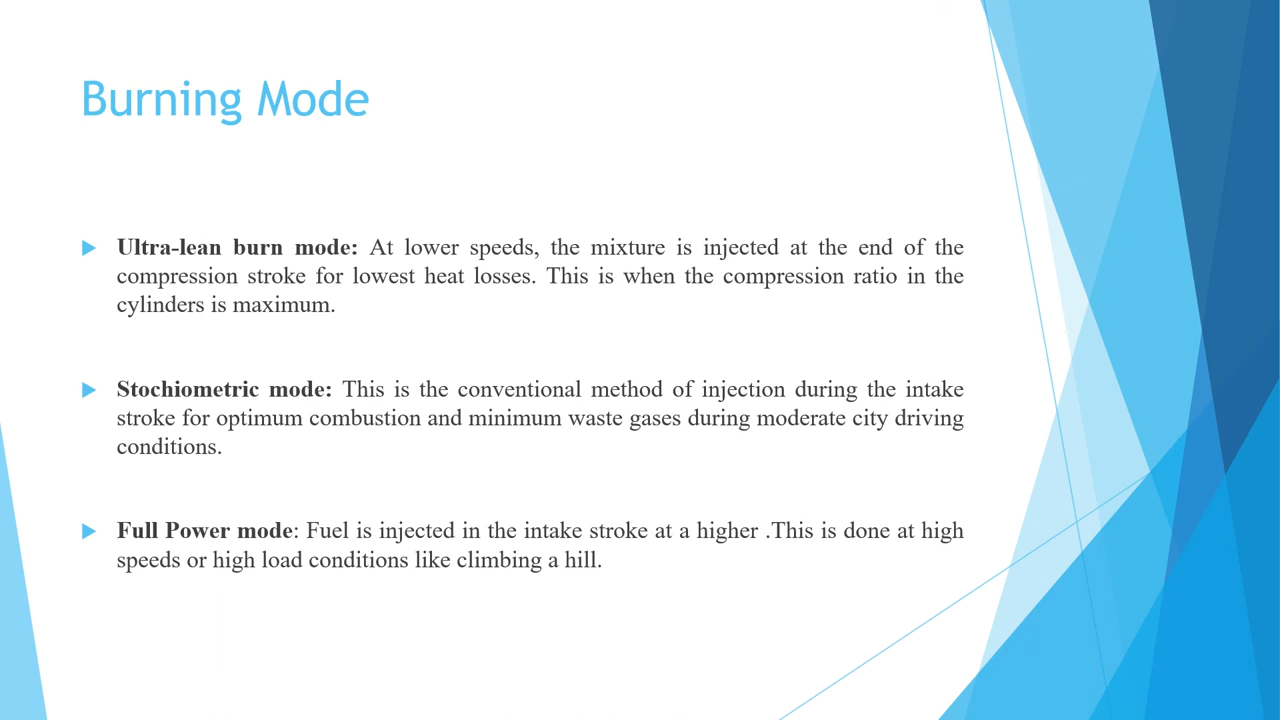 Burning Mode
Ultra-lean burn mode: At lower speeds, the mixture is injected at the end of the
compression stroke for lowest heat losses. This is when the compression ratio in the
cylinders is maximum.
Stochiometric mode: This is the conventional method of injection during the intake
stroke for optimum combustion and minimum waste gases during moderate city driving
conditions.
Full Power mode: Fuel is injected in the intake stroke at a higher .This is done at high
speeds or high load conditions like climbing a hill.